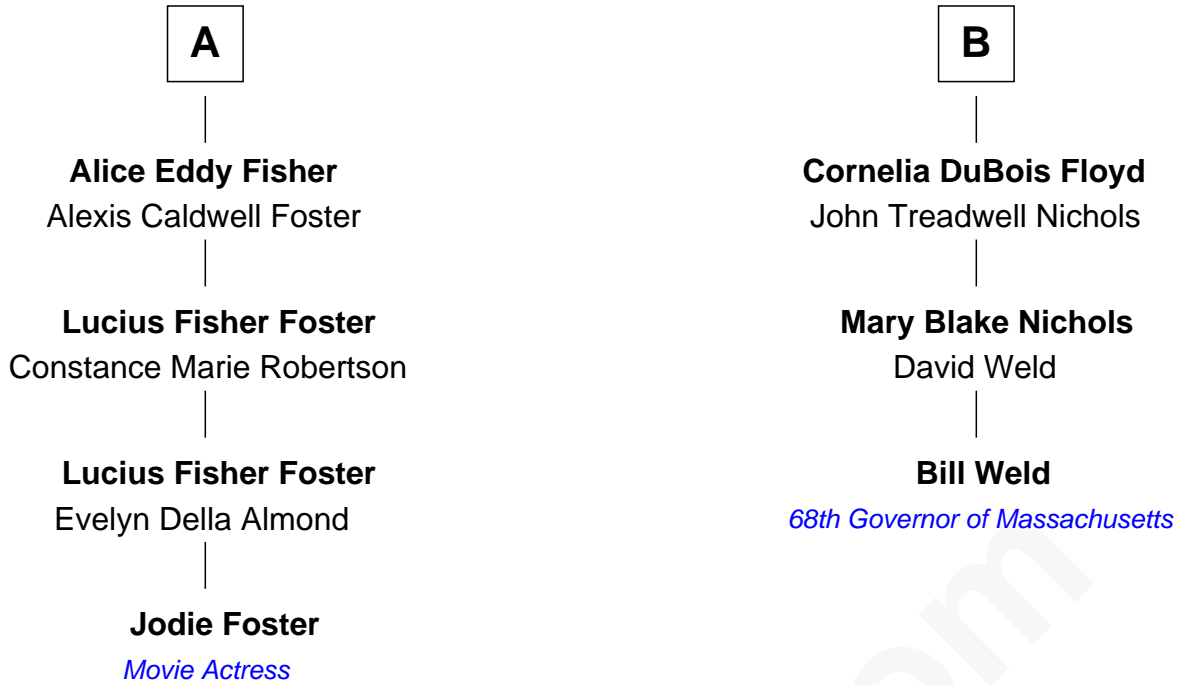 A
Alice Eddy Fisher
Alexis Caldwell Foster
Lucius Fisher Foster
Constance Marie Robertson
Lucius Fisher Foster
Evelyn Della Almond
Jodie Foster
Movie Actress
B
Cornelia DuBois Floyd
John Treadwell Nichols
Mary Blake Nichols
David Weld
Bill Weld
68th Governor of Massachusetts
om